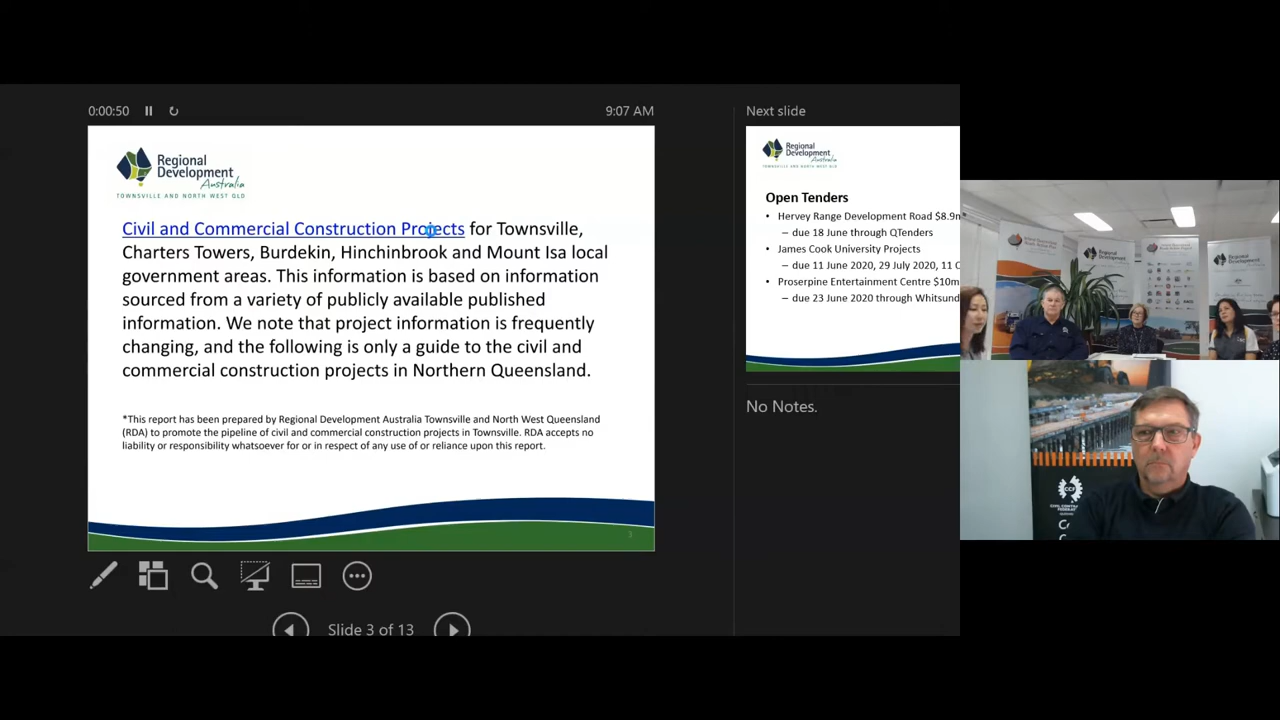 0:00:50
9:07 AM
Regional
Development
Australia
TOWNSVILLE AND NORTH WEST QLD
Civil and Commercial Construction Projects for Townsville,
Charters Towers, Burdekin, Hinchinbrook and Mount Isa local
government areas. This information is based on information
sourced from a variety of publicly available published
information. We note that project information is frequently
changing, and the following is only a guide to the civil and
commercial construction projects in Northern Queensland.
*This report has been prepared by Regional Development Australia Townsville and North West Queensland
(RDA) to promote the pipeline of civil and commercial construction projects in Townsville. RDA accepts no
liability or responsibility whatsoever for or in respect of any use of or reliance upon this report.
3
Slide 3 of 13
Next slide
Regional
Development
Australia
Open Tenders
• Hervey Range Development Road $8.9m
– due 18 June through QTenders
• James Cook University Projects
– due 11 June 2020, 29 July 2020, 11 
• Proserpine Entertainment Centre $10m
– due 23 June 2020 through Whitsund
No Notes.
CCF
CIVIL CONT
FEDERAT